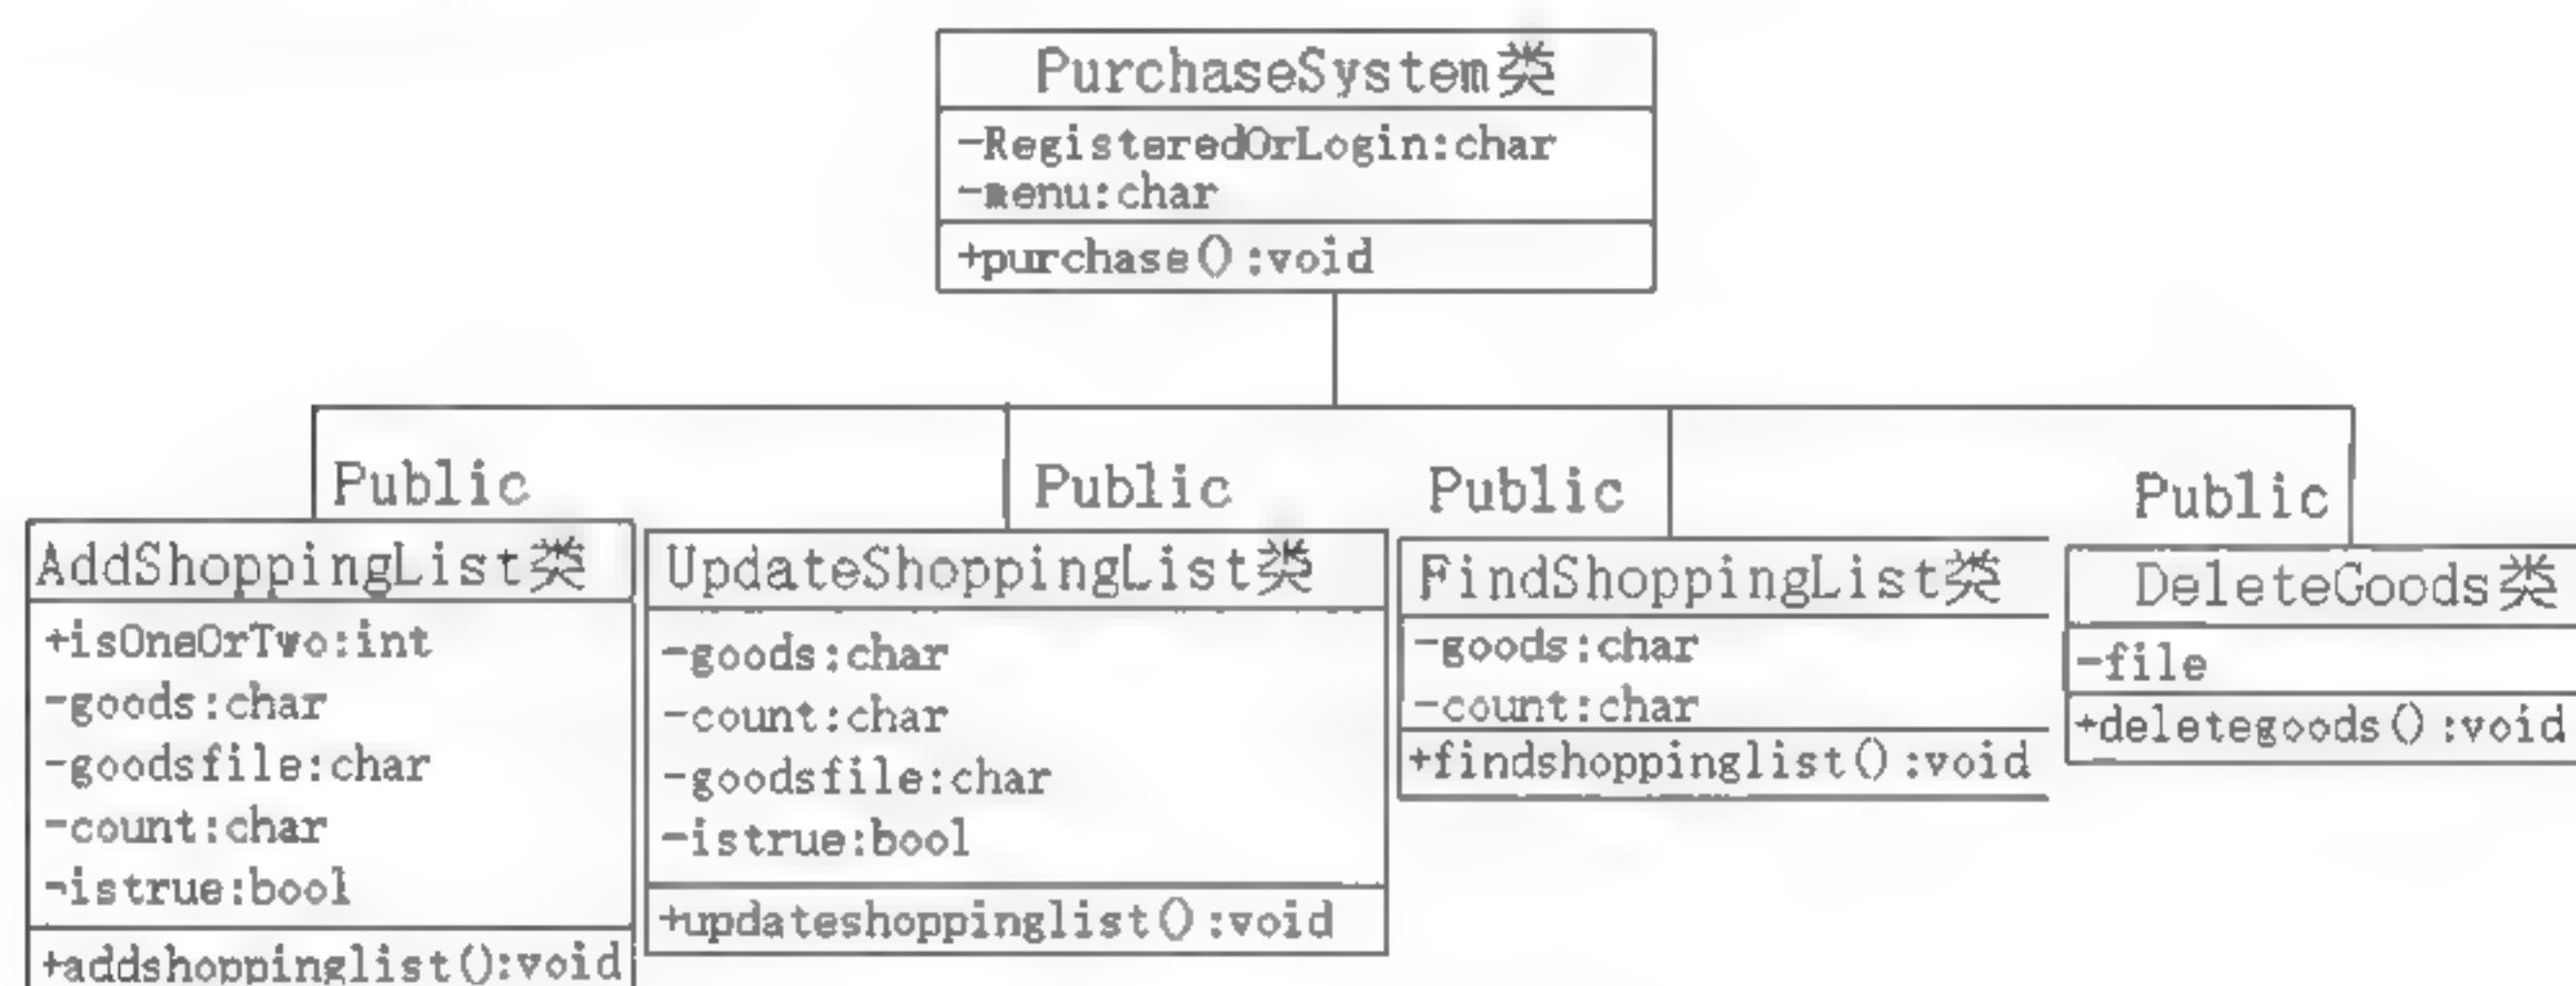 PurchaseSystem类
-RegisteredOrLogin:char
-menu:char
+purchase():void
Public
Public
Public
Public
AddShoppingList类
+isOneOrTwo:int
-goods:char
-goodsfile:char
-count:char
-istrue:bool
+addshoppinglist():void
UpdateShoppingList类
-goods:char
-count:char
-goodsfile:char
-istrue:bool
+updateshoppinglist():void
FindShoppingList类
-goods:char
-count:char
+findshoppinglist():void
DeleteGoods类
-file
+deletegoods():void